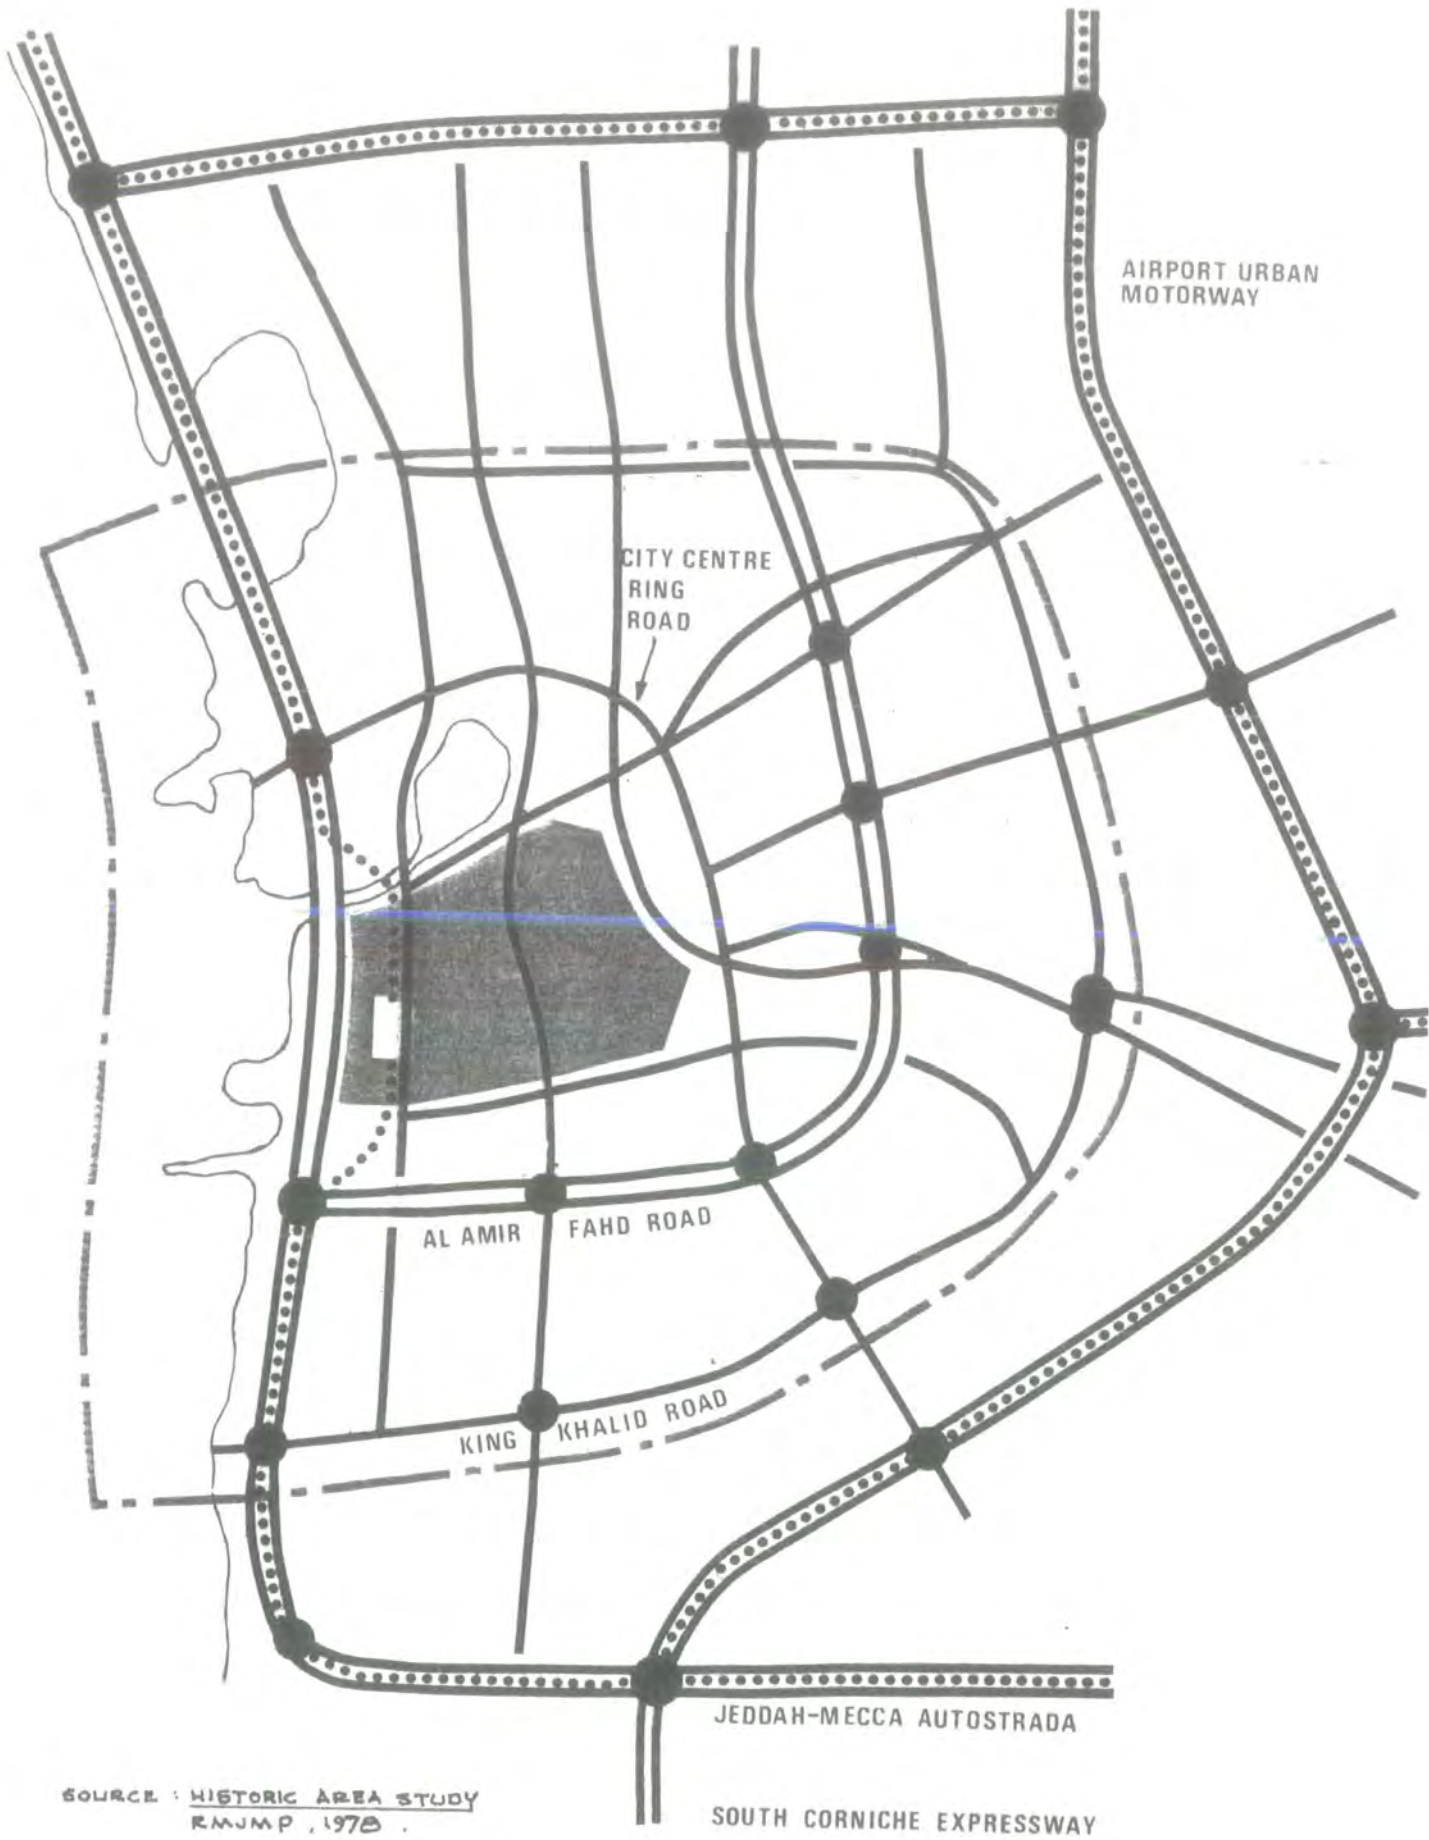 AIRPORT URBAN
MOTORWAY
CITY CENTRE
RING
ROAD
AL AMIR FAHD ROAD
KING KHALID ROAD
JEDDAH-MECCA AUTOSTRADA
SOURCE : HISTORIC AREA STUDY
RMJMP , 1978 .
SOUTH CORNICHE EXPRESSWAY